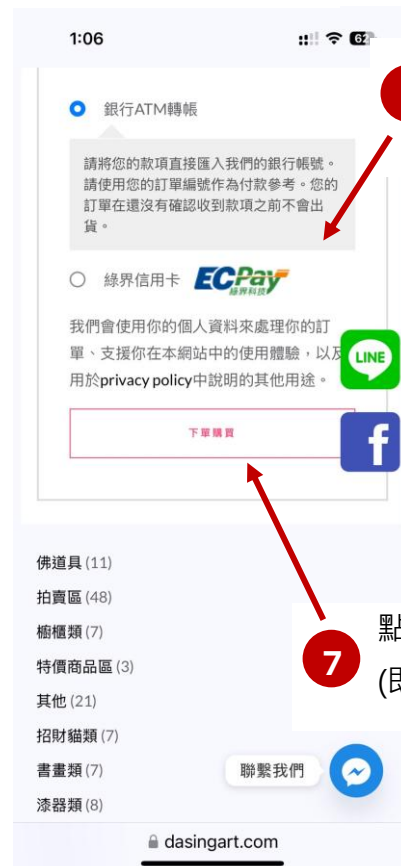 1:06
62
銀行ATM轉帳
請將您的款項直接匯入我們的銀行帳號。
請使用您的訂單編號作為付款參考。您的
訂單在還沒有確認收到款項之前不會出
貨。
綠界信用卡 ECPay
綠界科技
我們會使用你的個人資料來處理你的訂
單、支援你在本網站中的使用體驗，以及
用於privacy policy中說明的其他用途。
LINE
下單購買
f
佛道具 (11)
拍賣區 (48)
櫥櫃類 (7)
特價商品區 (3)
其他 (21)
招財貓類 (7)
書畫類 (7)
漆器類 (8)
點
7
(即
聯繫我們
dasingart.com